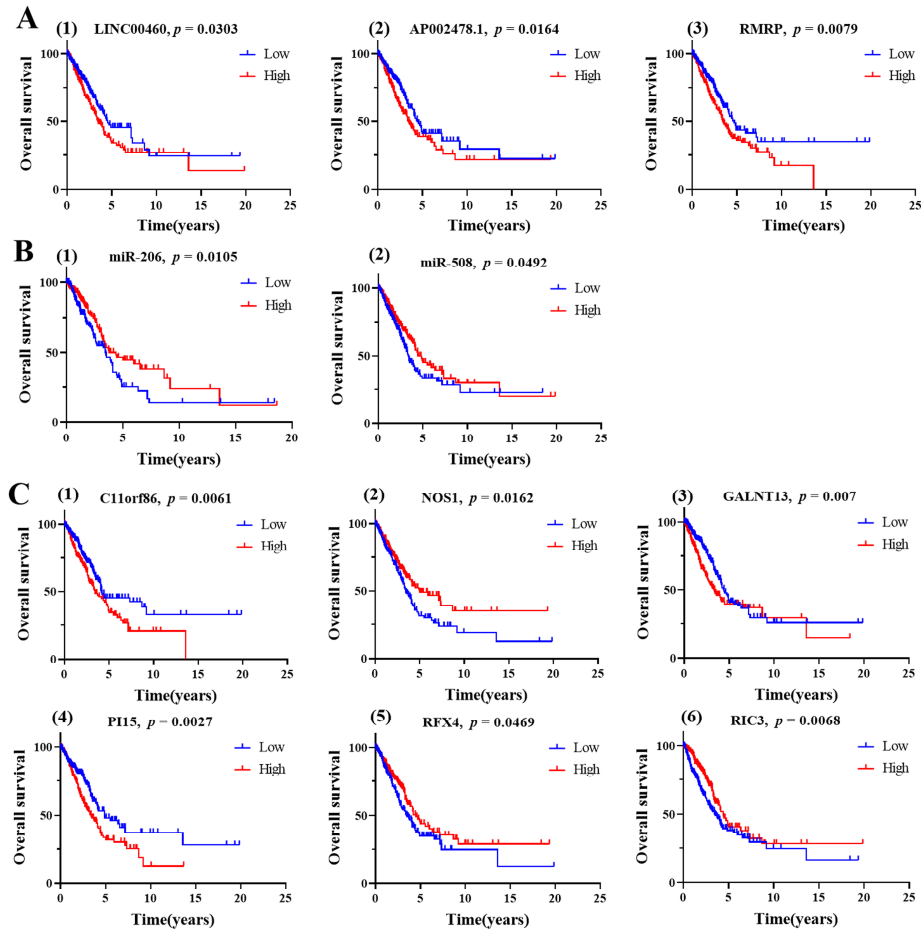 A
(1) LINC00460, p = 0.0303
Overall survival
100
50
0
0 5 10 15 20 25
Time(years)
Low
High
(2) AP002478.1, p = 0.0164
Overall survival
100
50
0
0 5 10 15 20 25
Time(years)
Low
High
(3) RMRP, p = 0.0079
Overall survival
100
50
0
0 5 10 15 20 25
Time(years)
Low
High
B
(1) miR-206, p = 0.0105
Overall survival
100
50
0
0 5 10 15 20
Time(years)
Low
High
(2) miR-508, p = 0.0492
Overall survival
100
50
0
0 5 10 15 20 25
Time(years)
Low
High
C
(1) C11orf86, p = 0.0061
Overall survival
100
50
0
0 5 10 15 20 25
Time(years)
Low
High
(2) NOS1, p = 0.0162
Overall survival
100
50
0
0 5 10 15 20 25
Time(years)
Low
High
(3) GALNT13, p = 0.007
Overall survival
100
50
0
0 5 10 15 20 25
Time(years)
Low
High
(4) PI15, p = 0.0027
Overall survival
100
50
0
0 5 10 15 20 25
Time(years)
Low
High
(5) RFX4, p = 0.0469
Overall survival
100
50
0
0 5 10 15 20 25
Time(years)
Low
High
(6) RIC3, p = 0.0068
Overall survival
100
50
0
0 5 10 15 20 25
Time(years)
Low
High